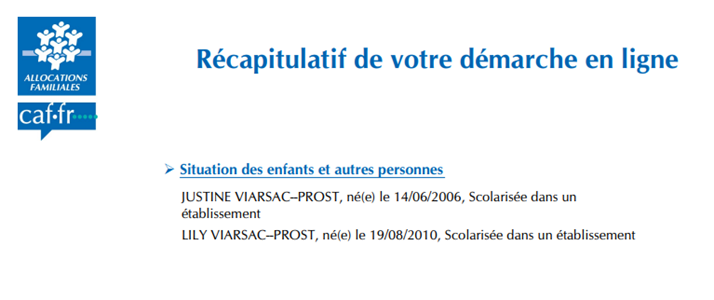 Récapitulatif de votre démarche en ligne
ALLOCATIONS
FAMILIALES
caf.fr
➢ Situation des enfants et autres personnes
JUSTINE VIARSAC--PROST, né(e) le 14/06/2006, Scolarisée dans un
établissement
LILY VIARSAC--PROST, né(e) le 19/08/2010, Scolarisée dans un établissement